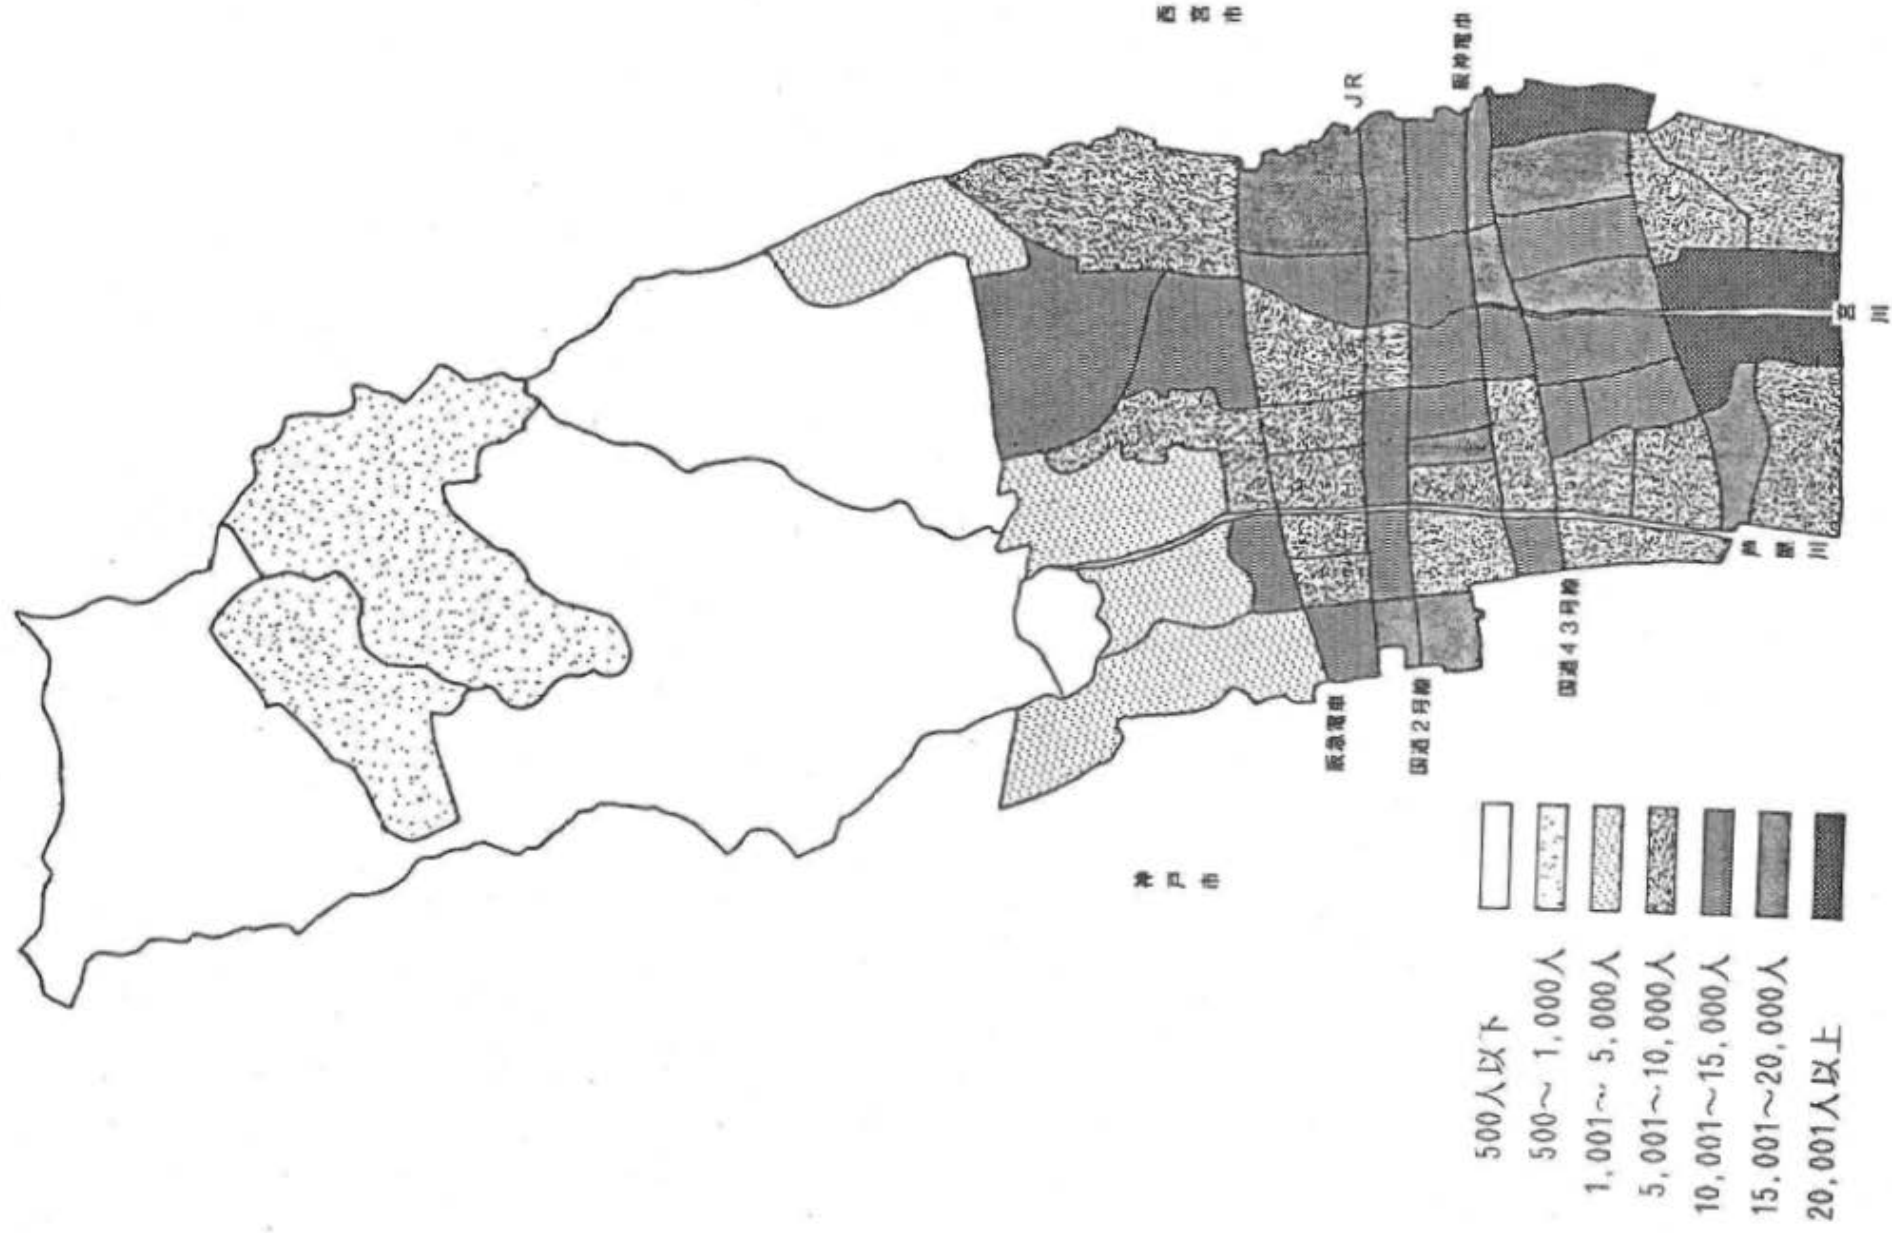 西宮市
JR
阪神電巾
宮川
芦屋川
国道43号線
国道2号線
阪急電車
神戸市
500人以下
500～ 1,000人
1,001～ 5,000人
5,001～10,000人
10,001～15,000人
15.001～20,000人
20,001人以上